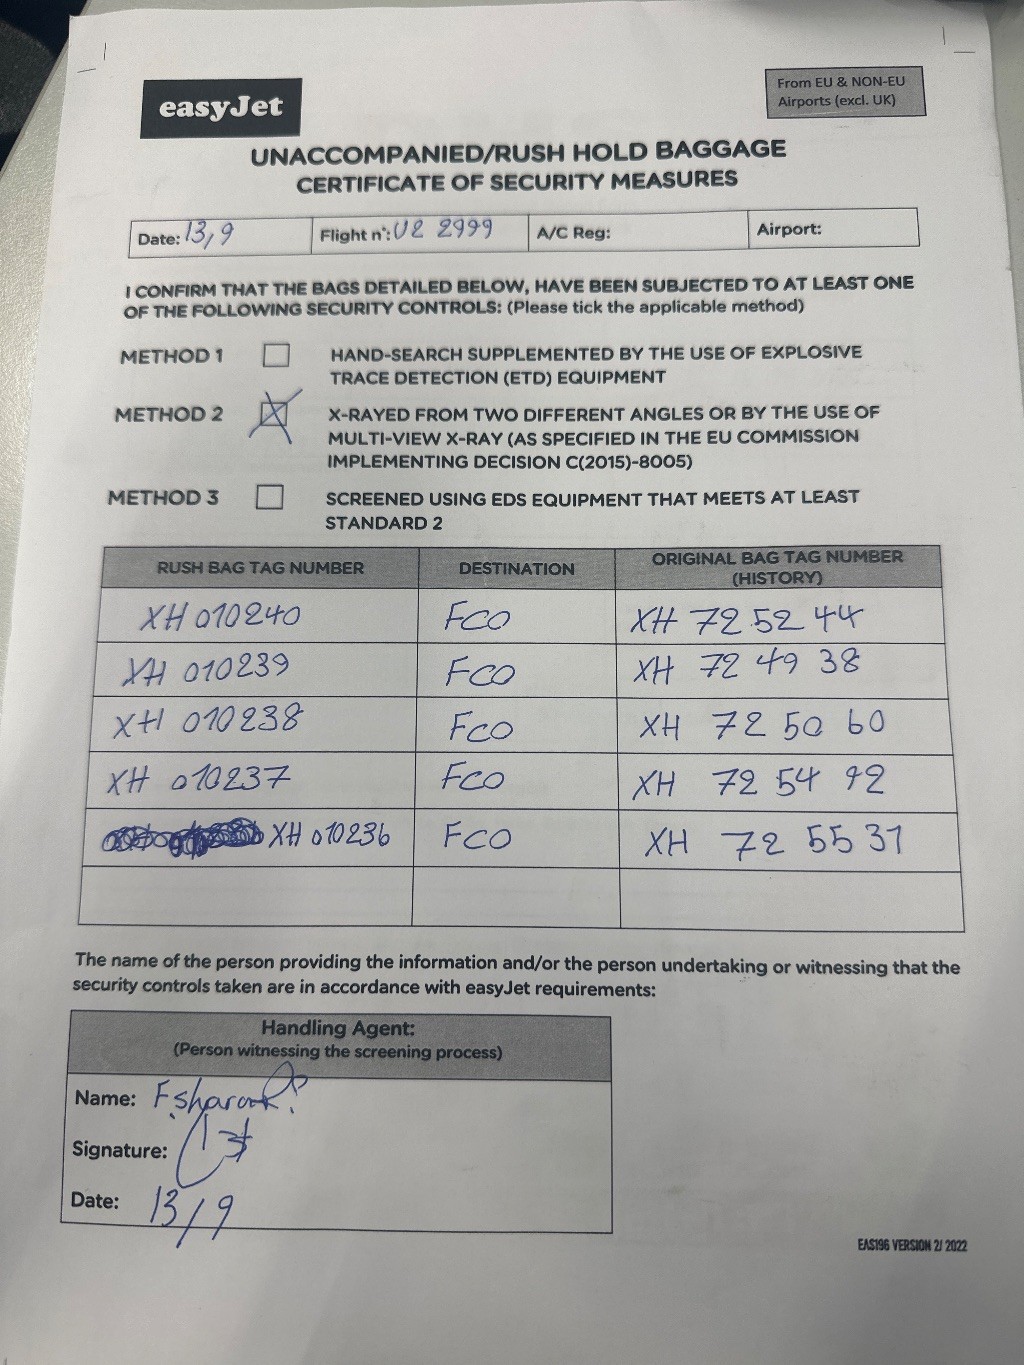 easyJet
From EU & NON-EU
Airports (excl. UK)
UNACCOMPANIED/RUSH HOLD BAGGAGE
CERTIFICATE OF SECURITY MEASURES
Date: 13/9 Flight n°: U2 2999 A/C Reg: Airport:
I CONFIRM THAT THE BAGS DETAILED BELOW, HAVE BEEN SUBJECTED TO AT LEAST ONE
OF THE FOLLOWING SECURITY CONTROLS: (Please tick the applicable method)
METHOD 1 HAND-SEARCH SUPPLEMENTED BY THE USE OF EXPLOSIVE
TRACE DETECTION (ETD) EQUIPMENT
METHOD 2 X-RAYED FROM TWO DIFFERENT ANGLES OR BY THE USE OF
MULTI-VIEW X-RAY (AS SPECIFIED IN THE EU COMMISSION
IMPLEMENTING DECISION C(2015)-8005)
METHOD 3 SCREENED USING EDS EQUIPMENT THAT MEETS AT LEAST
STANDARD 2
RUSH BAG TAG NUMBER DESTINATION ORIGINAL BAG TAG NUMBER
(HISTORY)
XH 010240 FCO XH 72 52 44
XH 010239 FCO XH 72 49 38
XH 010238 FCO XH 72 50 60
XH 010237 FCO XH 72 54 92
XH 010236 FCO XH 72 55 31
The name of the person providing the information and/or the person undertaking or witnessing that the
security controls taken are in accordance with easyJet requirements:
Handling Agent:
(Person witnessing the screening process)
Name:
Signature:
Date: 13/9
EAS196 VERSION 2/ 2022